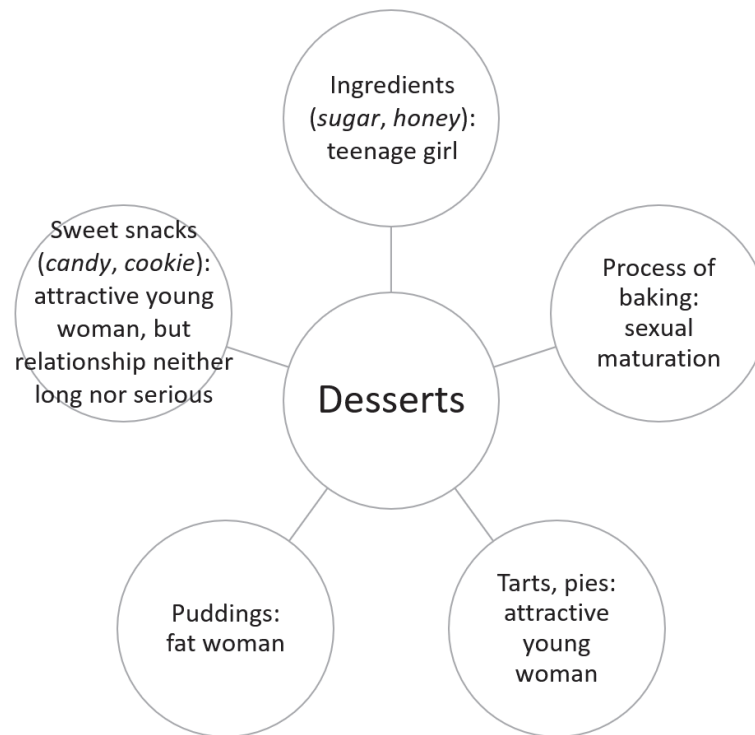 Ingredients
(sugar, honey):
teenage girl
Sweet snacks
(candy, cookie):
attractive young
woman, but
relationship neither
long nor serious
Process of
baking:
sexual
maturation
Desserts
Puddings:
fat woman
Tarts, pies:
attractive
young
woman